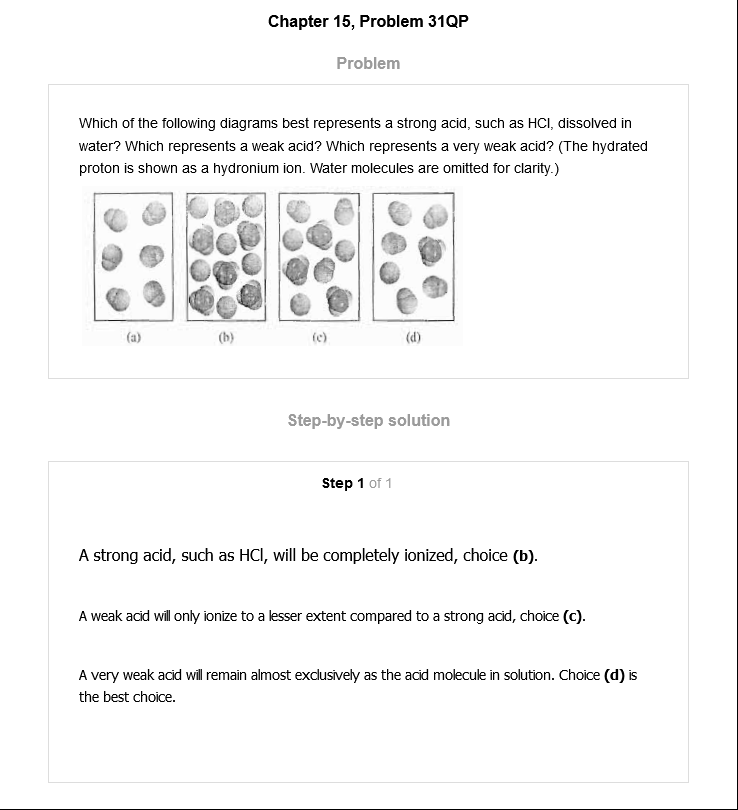 Chapter 15, Problem 31QP
Problem
Which of the following diagrams best represents a strong acid, such as HCl, dissolved in
water? Which represents a weak acid? Which represents a very weak acid? (The hydrated
proton is shown as a hydronium ion. Water molecules are omitted for clarity.)
(a) (b) (c) (d)
Step-by-step solution
Step 1 of 1
A strong acid, such as HCl, will be completely ionized, choice (b).
A weak acid will only ionize to a lesser extent compared to a strong acid, choice (c).
A very weak acid will remain almost exclusively as the acid molecule in solution. Choice (d) is
the best choice.